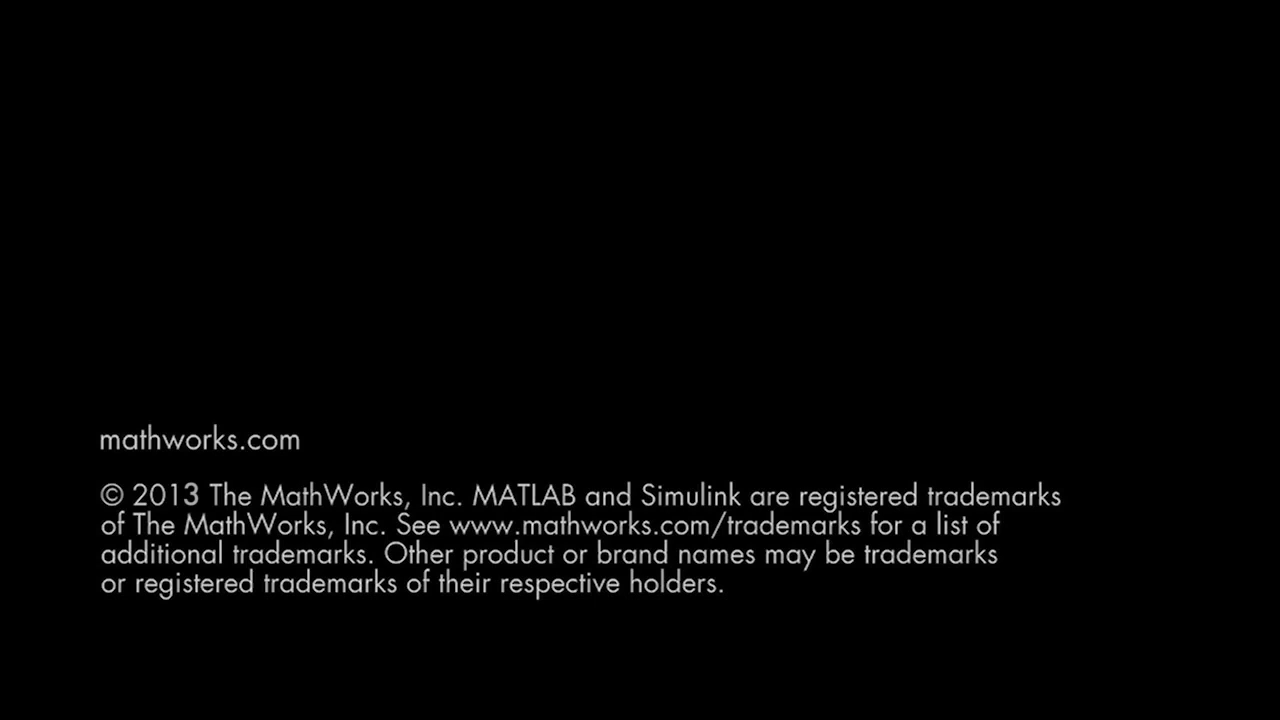 mathworks.com
© 2013 The MathWorks, Inc. MATLAB and Simulink are registered trademarks
of The MathWorks, Inc. See www.mathworks.com/trademarks for a list of
additional trademarks. Other product or brand names may be trademarks
or registered trademarks of their respective holders.